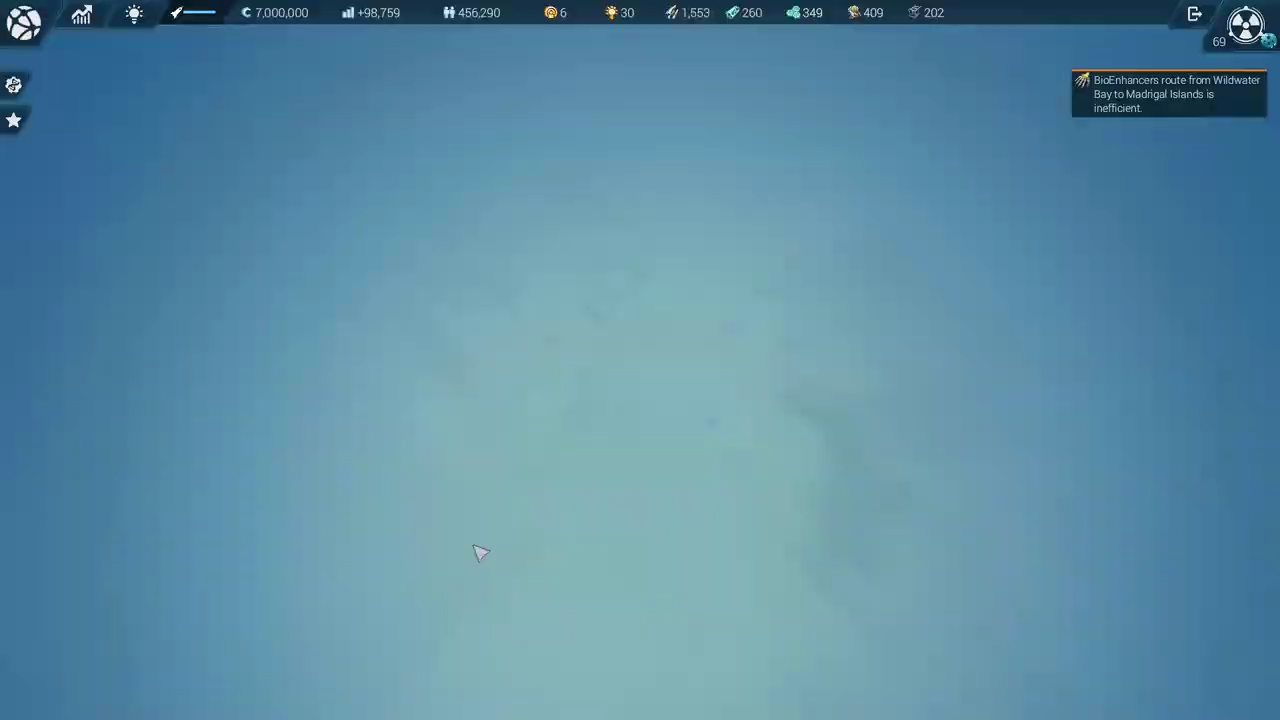 7,000,000 +98,759 456,290 6 30 1,553 260 349 409 202
69
BioEnhancers route from Wildwater
Bay to Madrigal Islands is
inefficient.